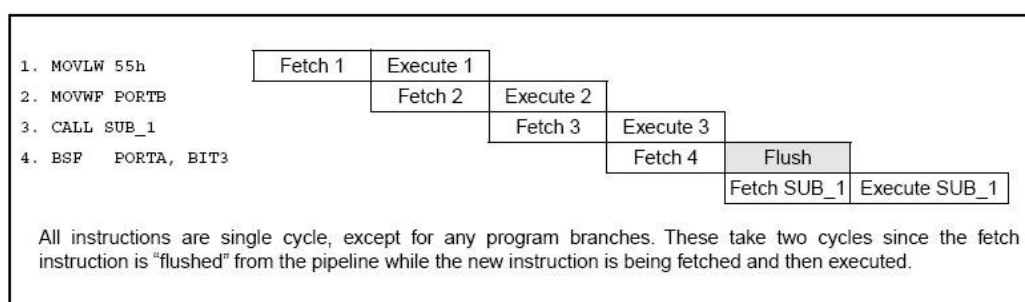 1. MOVLW 55h Fetch 1 Execute 1
2. MOVWF PORTB Fetch 2 Execute 2
3. CALL SUB_1 Fetch 3 Execute 3
4. BSF PORTA, BIT3 Fetch 4 Flush
Fetch SUB_1 Execute SUB_1
All instructions are single cycle, except for any program branches. These take two cycles since the fetch
instruction is “flushed” from the pipeline while the new instruction is being fetched and then executed.